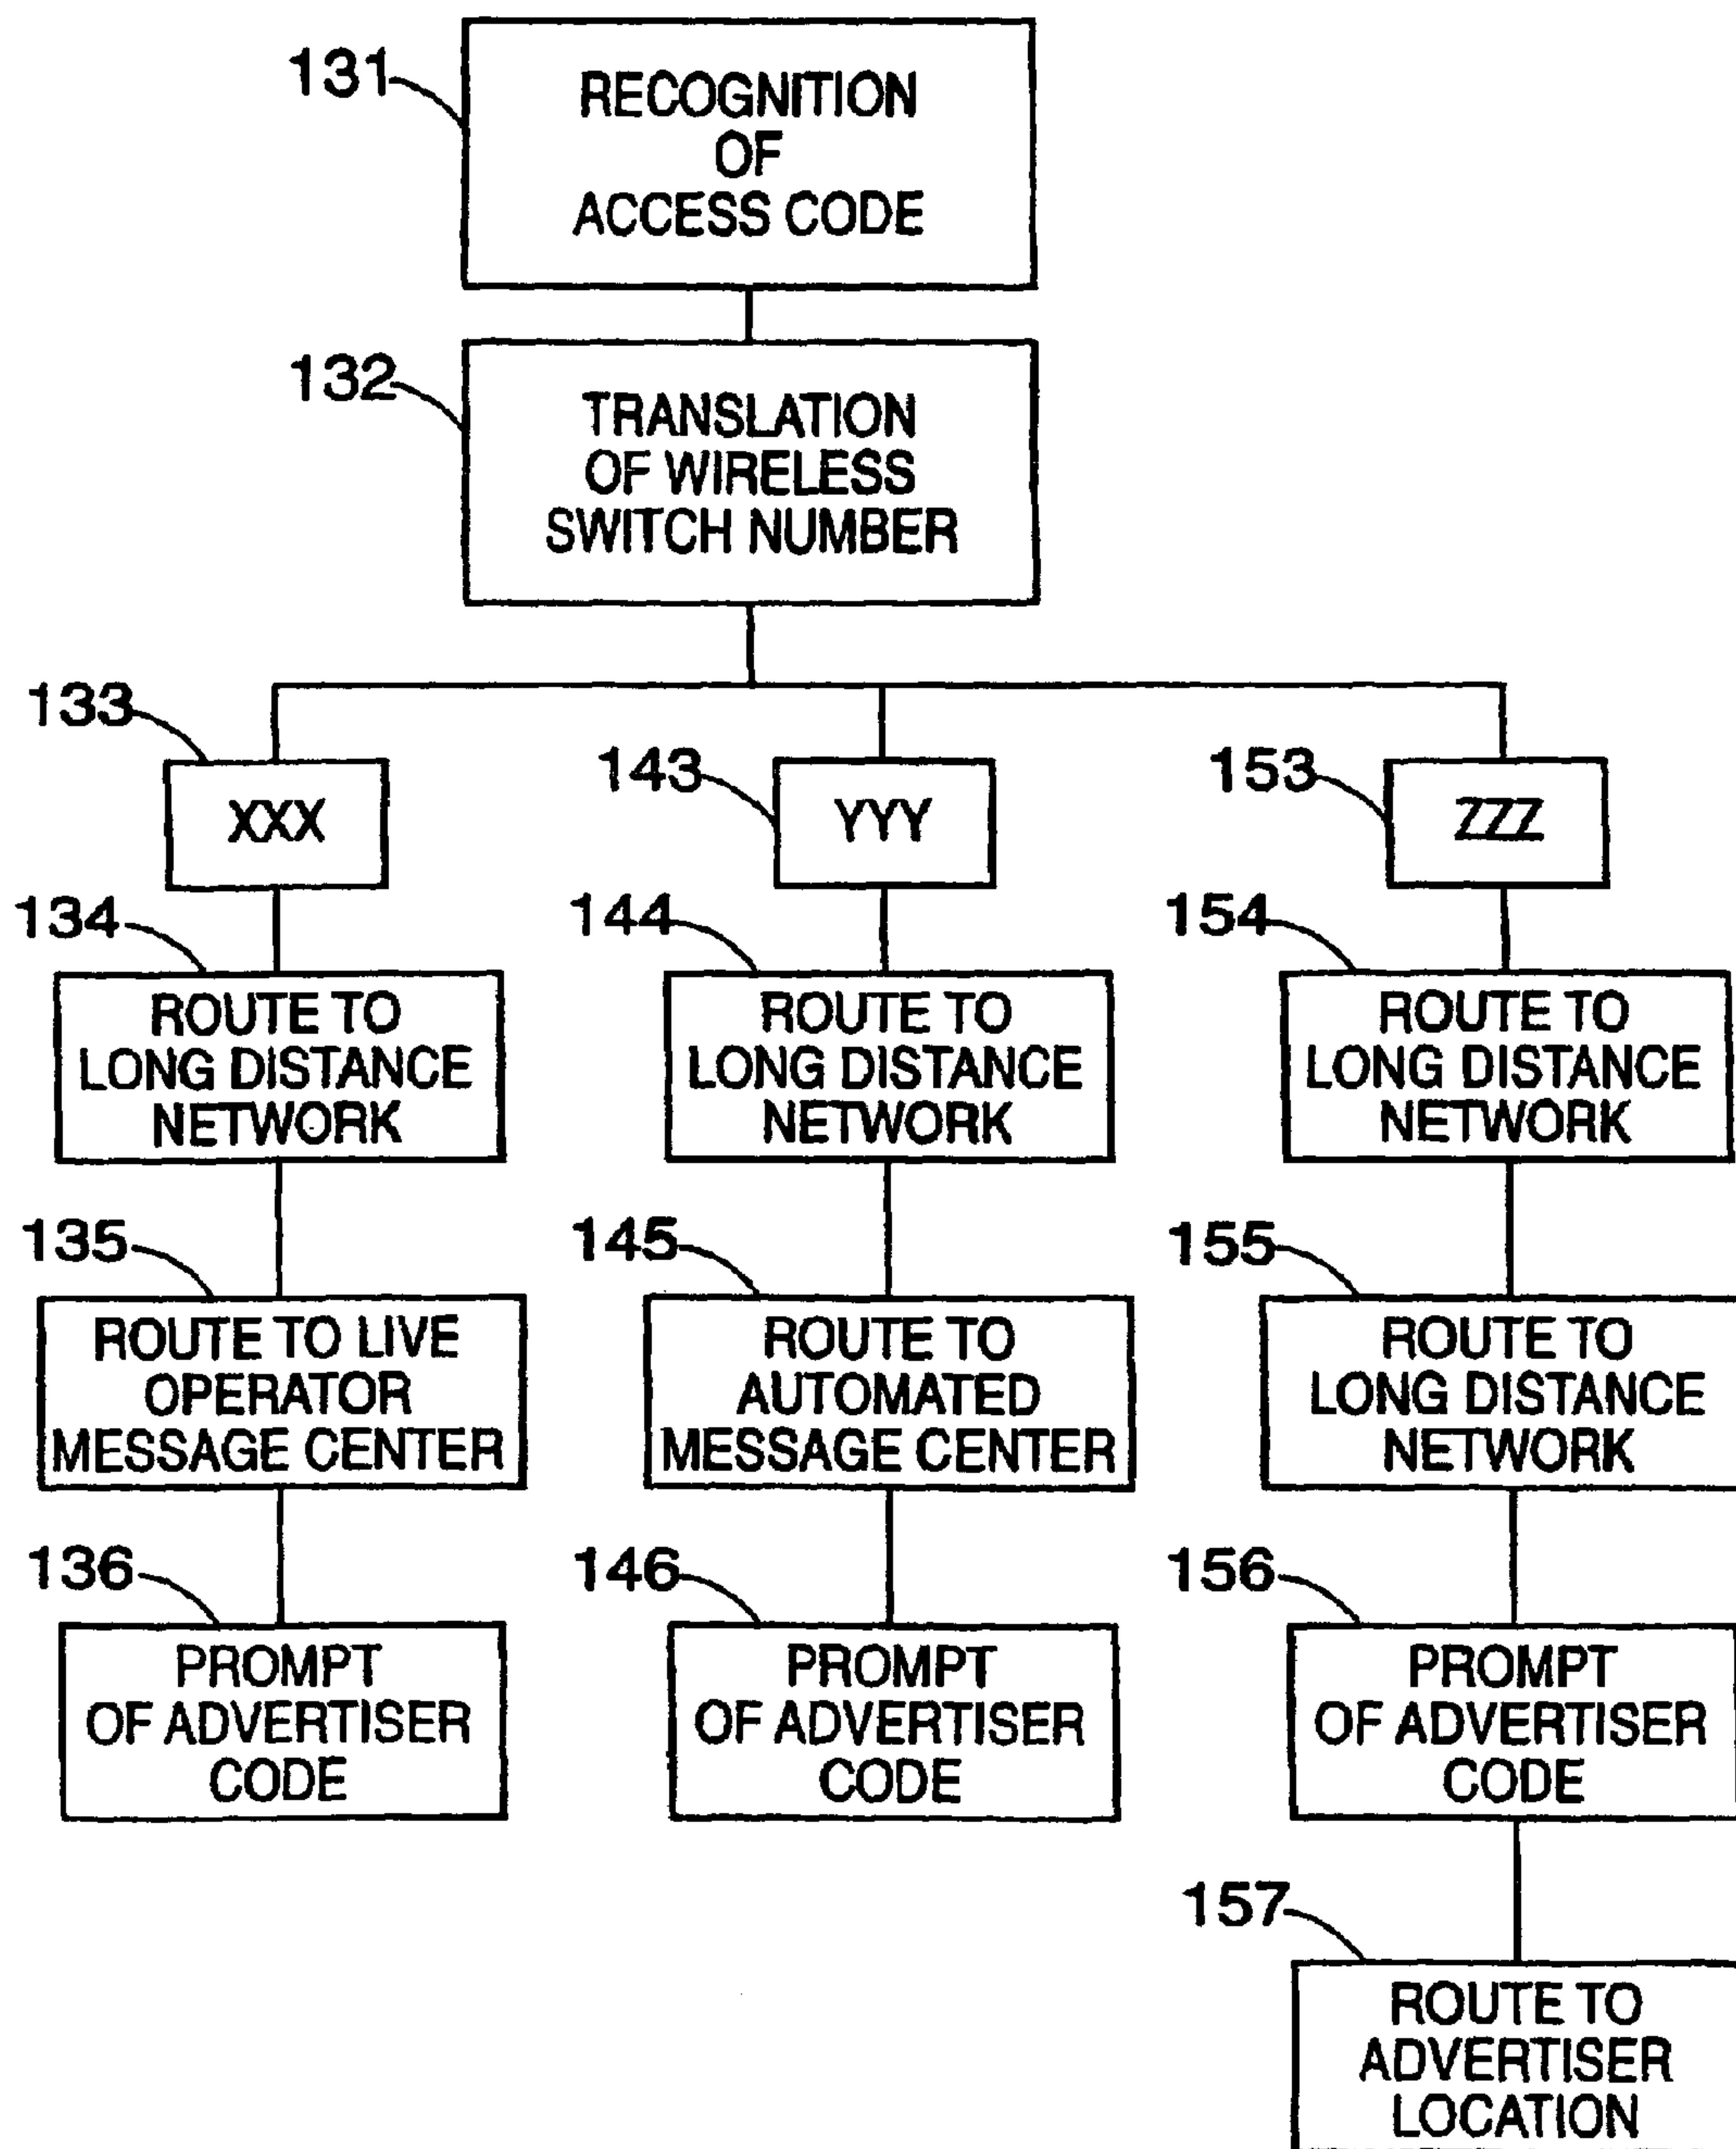 131
RECOGNITION
OF
ACCESS CODE
132
TRANSLATION
OF WIRELESS
SWITCH NUMBER
133
XXX
143
YYY
153
ZZZ
134
ROUTE TO
LONG DISTANCE
NETWORK
144
ROUTE TO
LONG DISTANCE
NETWORK
154
ROUTE TO
LONG DISTANCE
NETWORK
135
ROUTE TO LIVE
OPERATOR
MESSAGE CENTER
145
ROUTE TO
AUTOMATED
MESSAGE CENTER
155
ROUTE TO
LONG DISTANCE
NETWORK
136
PROMPT
OF ADVERTISER
CODE
146
PROMPT
OF ADVERTISER
CODE
156
PROMPT
OF ADVERTISER
CODE
157
ROUTE TO
ADVERTISER
LOCATION